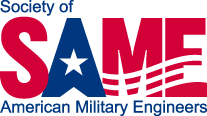 Society of
SAME
American Military Engineers